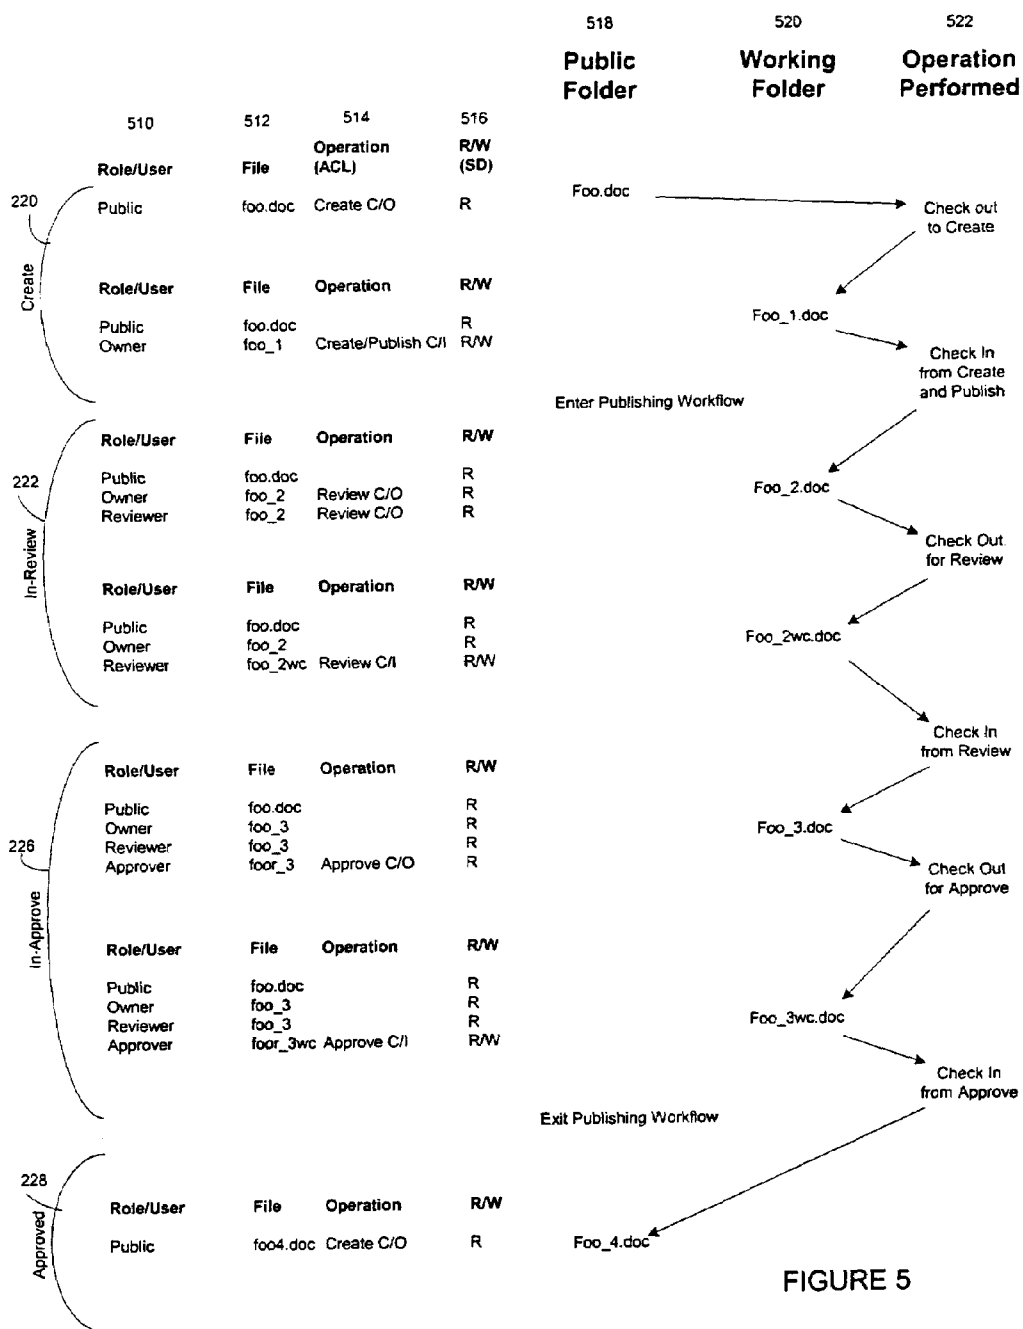 518 520 522
Public Folder Working Folder Operation Performed
510 512 514 516
Role/User File Operation (ACL) R/W (SD)
220
Create
Public foo.doc Create C/O R Foo.doc Check out to Create
Role/User File Operation R/W
Foo_1.doc
Public foo.doc R
Owner foo_1 Create/Publish C/I R/W
Check In from Create and Publish
Enter Publishing Workflow
222
In-Review
Role/User File Operation R/W
Public foo.doc R
Owner foo_2 Review C/O R
Reviewer foo_2 Review C/O R
Foo_2.doc
Check Out for Review
Role/User File Operation R/W
Public foo.doc R
Owner foo_2 R
Reviewer foo_2wc Review C/I R/W
Foo_2wc.doc
Check In from Review
226
In-Approve
Role/User File Operation R/W
Public foo.doc R
Owner foo_3 R
Reviewer foo_3 R
Approver foor_3 Approve C/O R
Foo_3.doc
Check Out for Approve
Role/User File Operation R/W
Public foo.doc R
Owner foo_3 R
Reviewer foo_3 R
Approver foor_3wc Approve C/I R/W
Foo_3wc.doc
Check In from Approve
Exit Publishing Workflow
228
Approved
Role/User File Operation R/W
Public foo4.doc Create C/O R Foo_4.doc
FIGURE 5